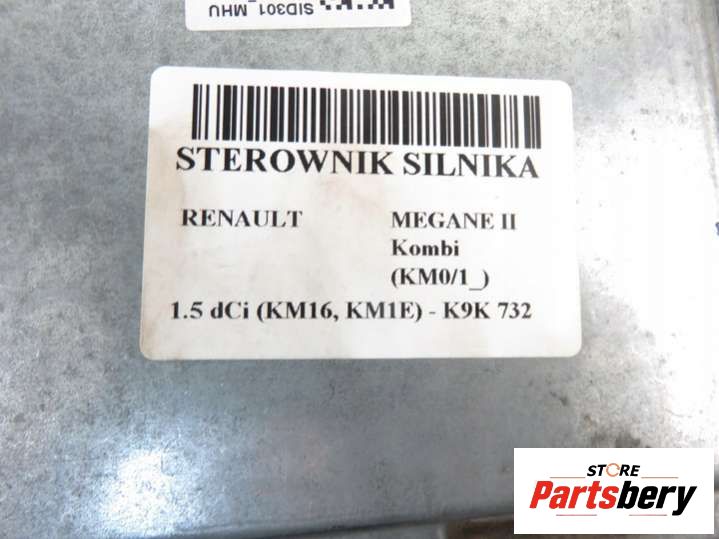 SID301_MHU
STEROWNIK SILNIKA
RENAULT MEGANE II
Kombi
(KM0/1_)
1.5 dCi (KM16, KM1E) - K9K 732
STORE
Partsbery